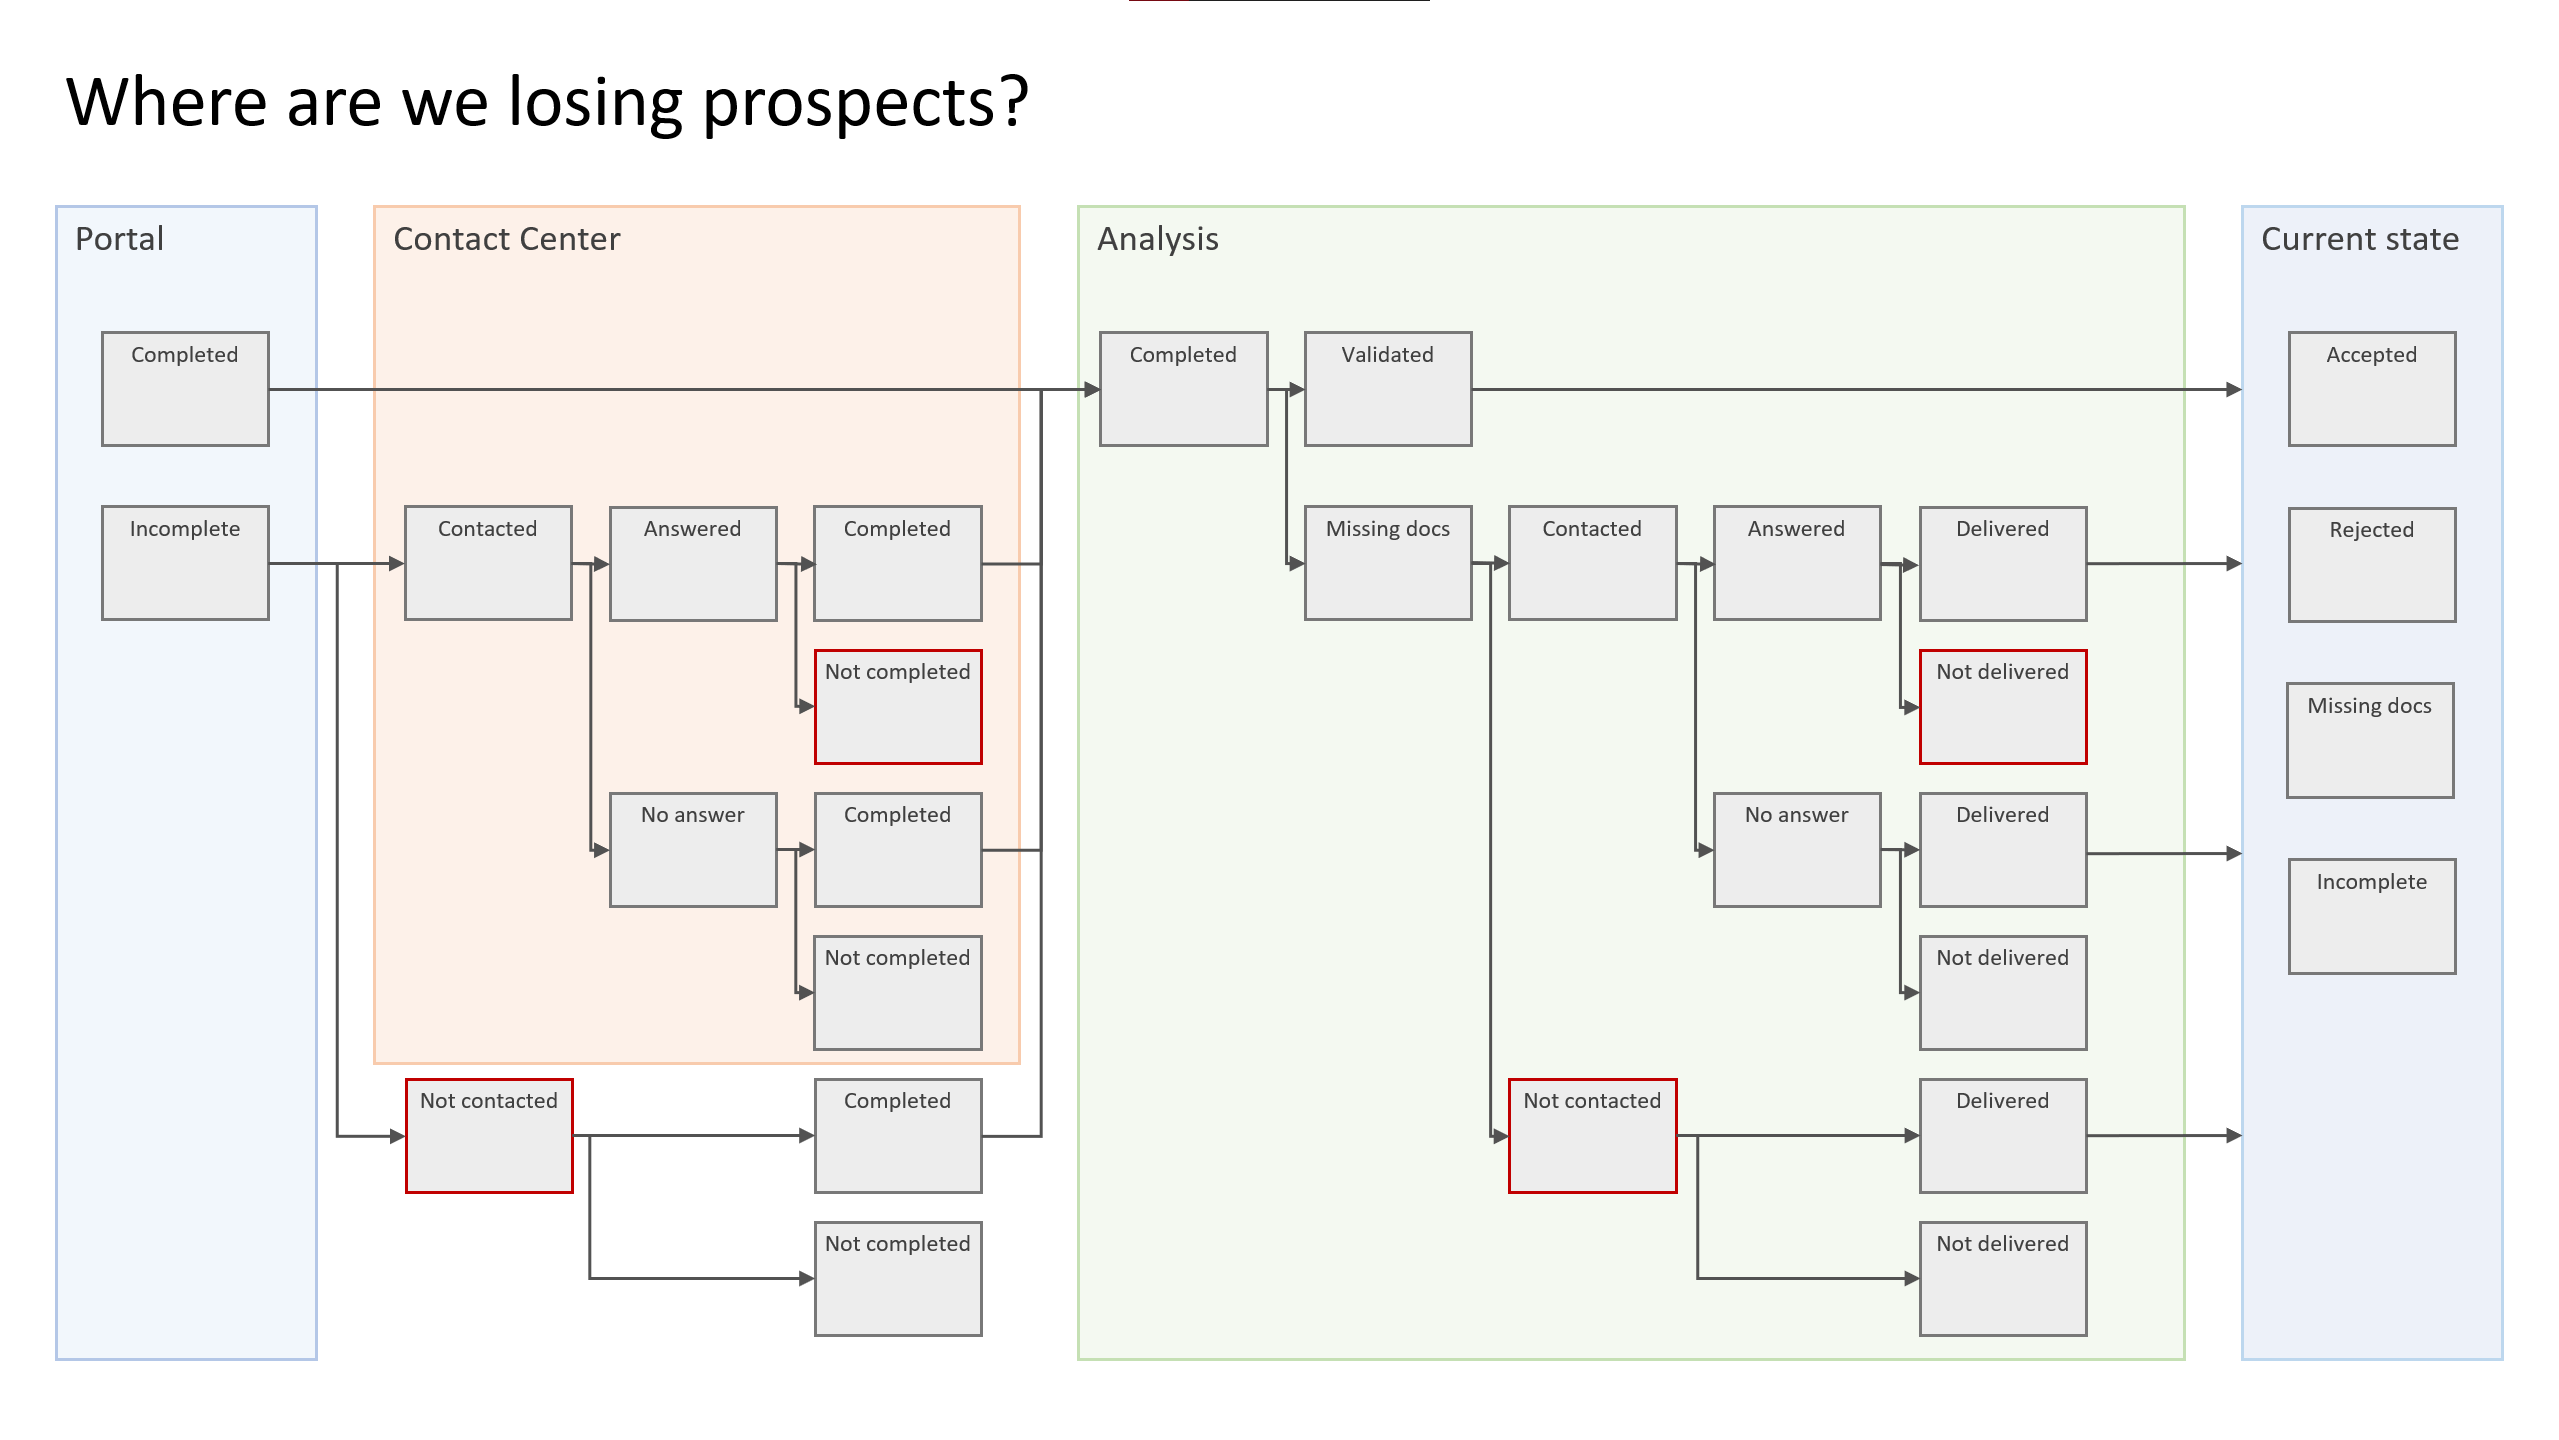 Where are we losing prospects?
Portal
Contact Center
Analysis
Current state
Completed
Completed
Validated
Accepted
Incomplete
Contacted
Answered
Completed
Missing docs
Contacted
Answered
Delivered
Rejected
Not completed
Not delivered
Missing docs
No answer
Completed
No answer
Delivered
Incomplete
Not completed
Not delivered
Not contacted
Completed
Not contacted
Delivered
Not completed
Not delivered